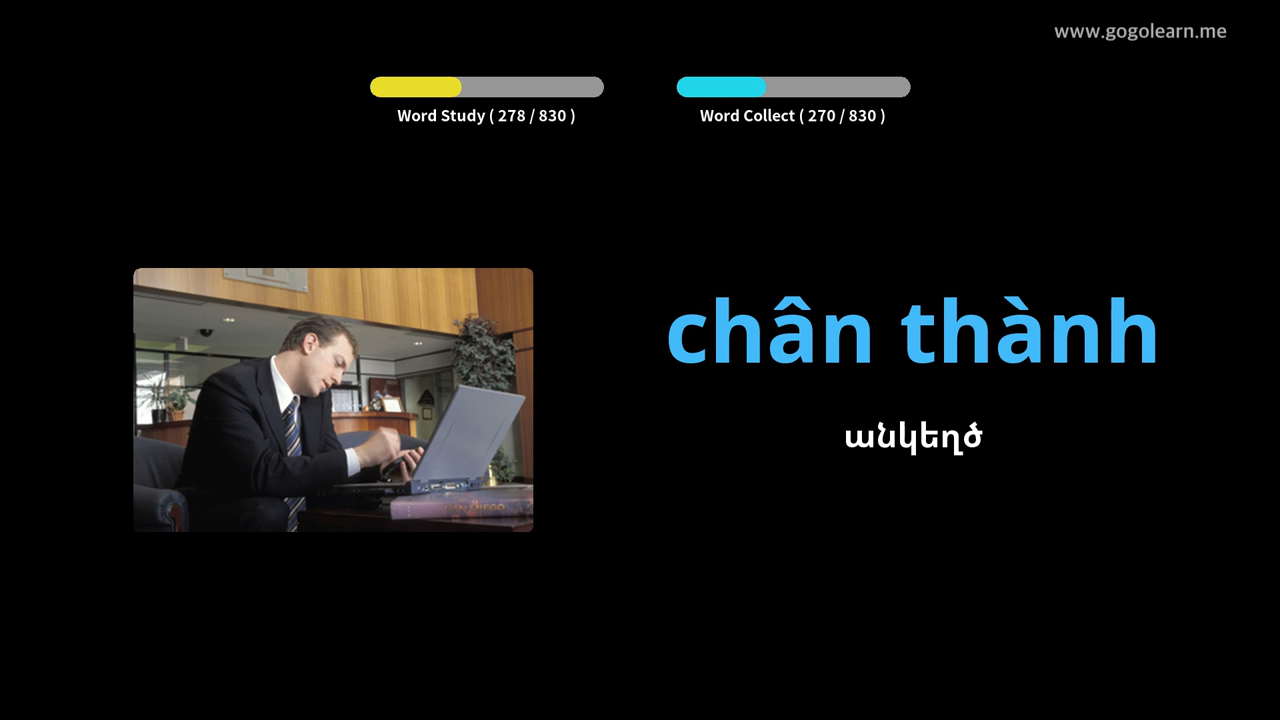 www.gogolearn.me
Word Study ( 278 / 830 )
Word Collect ( 270 / 830 )
chân thành
անկեղծ